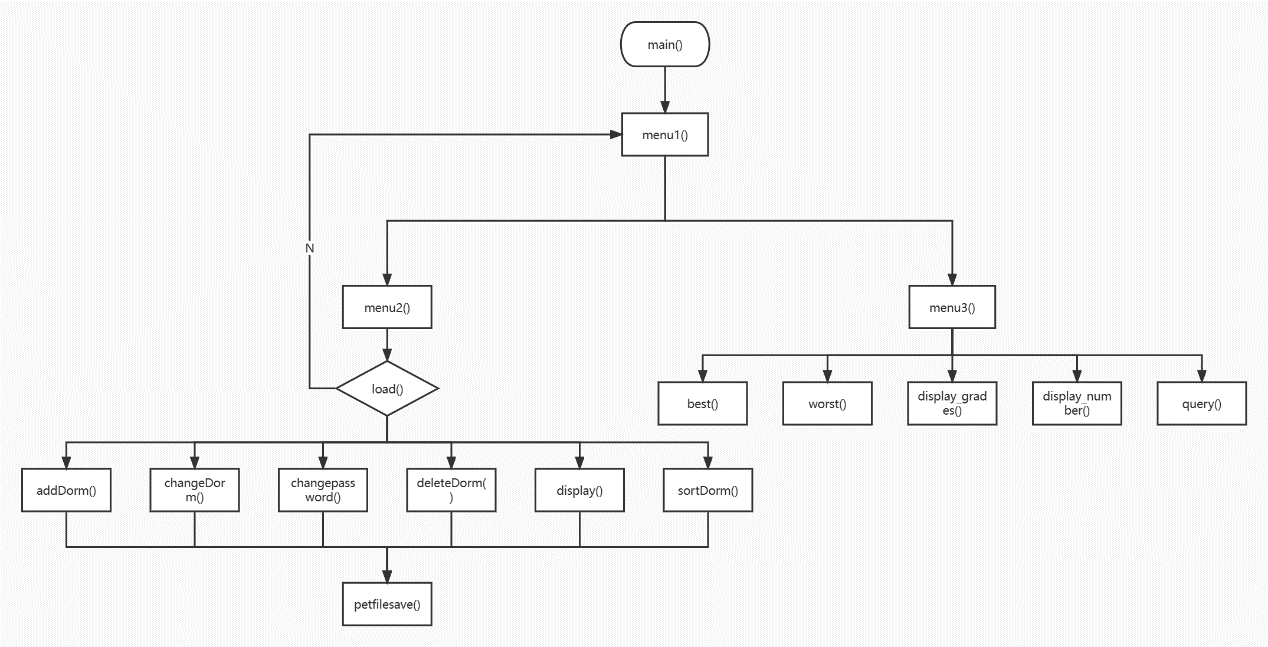 main()
menu1()
N
menu2()
menu3()
load()
best()
worst()
display_grad
es()
display_num
ber()
query()
addDorm()
changeDor
m()
changepass
word()
deleteDorm(
)
display()
sortDorm()
petfilesave()